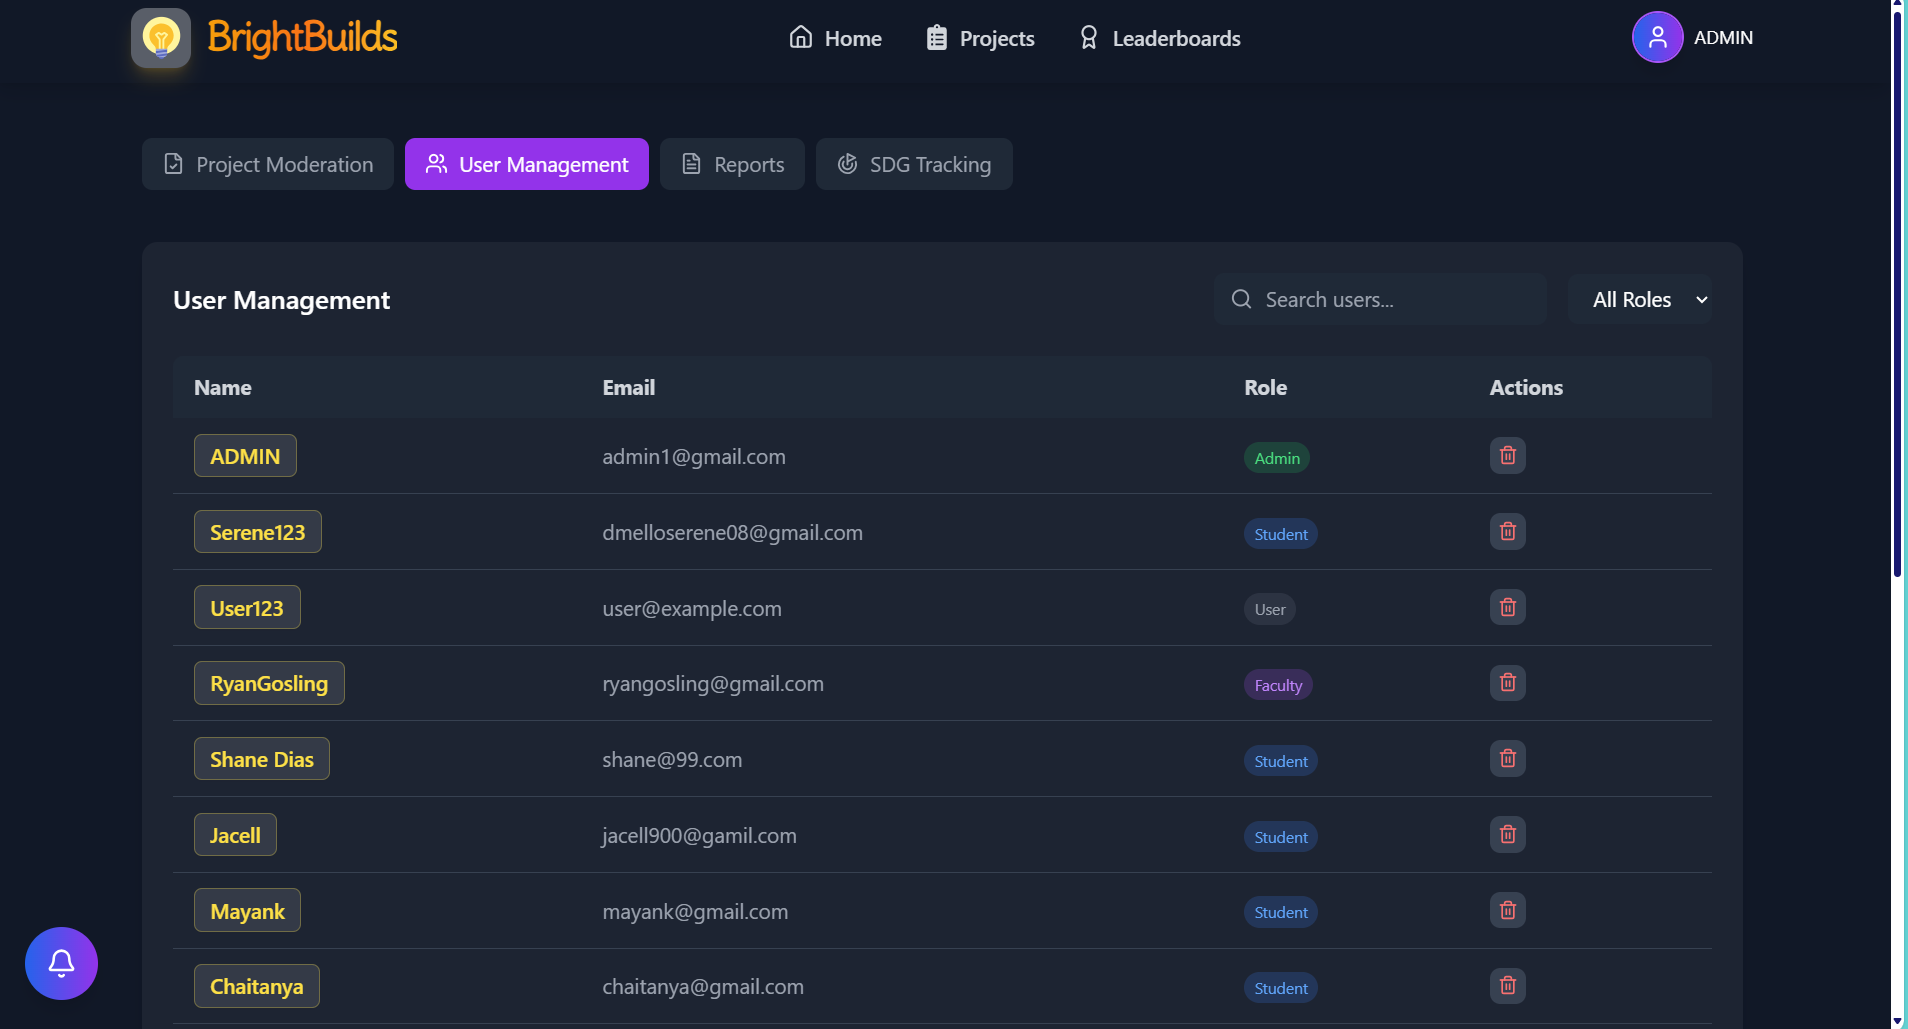 BrightBuilds
Home Projects Leaderboards
ADMIN
Project Moderation User Management Reports SDG Tracking
User Management
Search users...
All Roles
Name Email Role Actions
ADMIN admin1@gmail.com Admin
Serene123 dmelloserene08@gmail.com Student
User123 user@example.com User
RyanGosling ryangosling@gmail.com Faculty
Shane Dias shane@99.com Student
Jacell jacell900@gamil.com Student
Mayank mayank@gmail.com Student
Chaitanya chaitanya@gmail.com Student